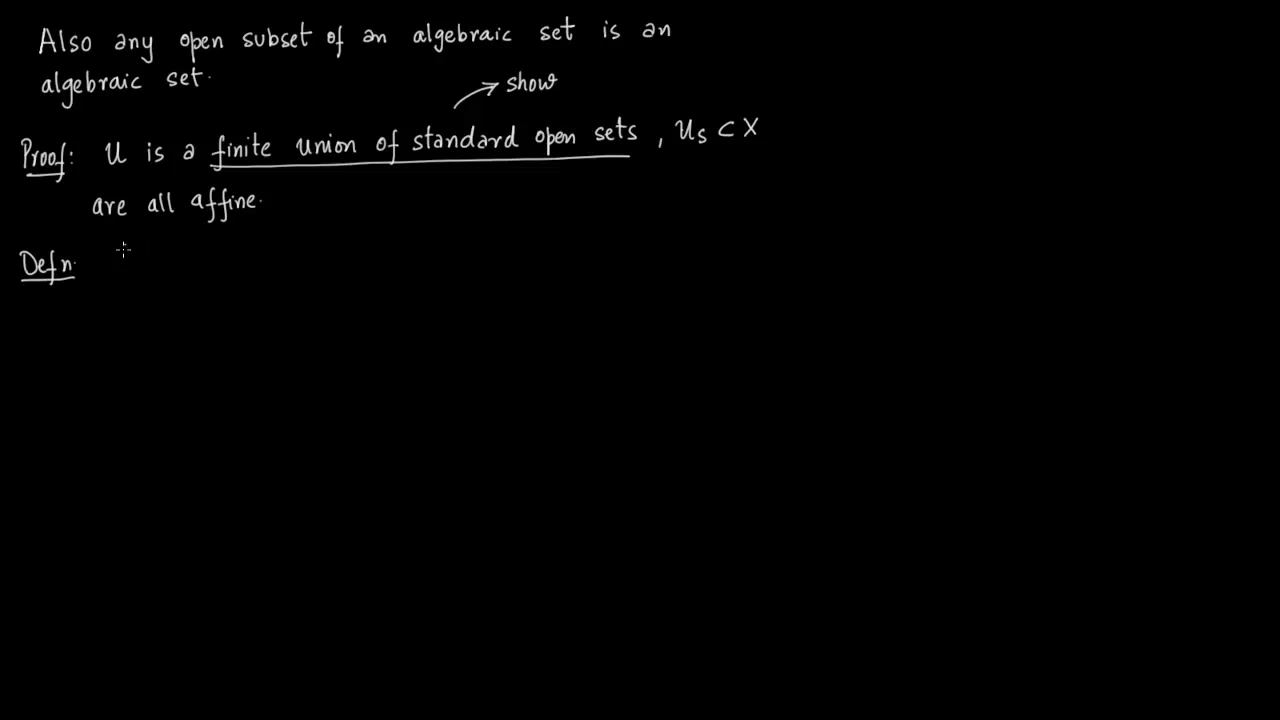 Also any open subset of an algebraic set is an
algebraic set.
show
Proof: U is a finite union of standard open sets, U_s ⊂ X
are all affine.
Defn.